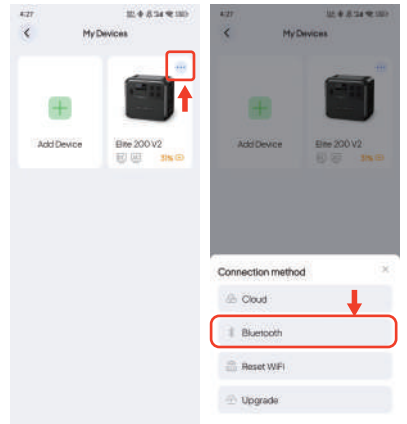 4:27
My Devices
Add Device
Elite 200 V2
31%
4:27
My Devices
Add Device
Elite 200 V2
31%
Connection method
Cloud
Bluetooth
Reset WiFi
Upgrade